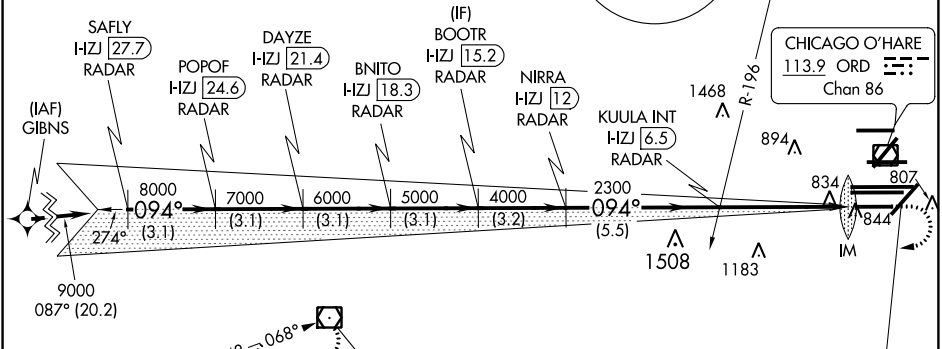 (IAF)
GIBNS
SAFLY
I-IZJ 27.7
RADAR
POPOF
I-IZJ 24.6
RADAR
DAYZE
I-IZJ 21.4
RADAR
BNITO
I-IZJ 18.3
RADAR
(IF)
BOOTR
I-IZJ 15.2
RADAR
NIRRA
I-IZJ 12
RADAR
KUULA INT
I-IZJ 6.5
RADAR
1468
R-196
CHICAGO O'HARE
113.9 ORD
Chan 86
894
834
807
844
IM
8000
094°
(3.1)
274°
7000
(3.1)
6000
(3.1)
5000
(3.1)
4000
(3.2)
2300
094°
(5.5)
1508
1183
9000
087° (20.2)
068°